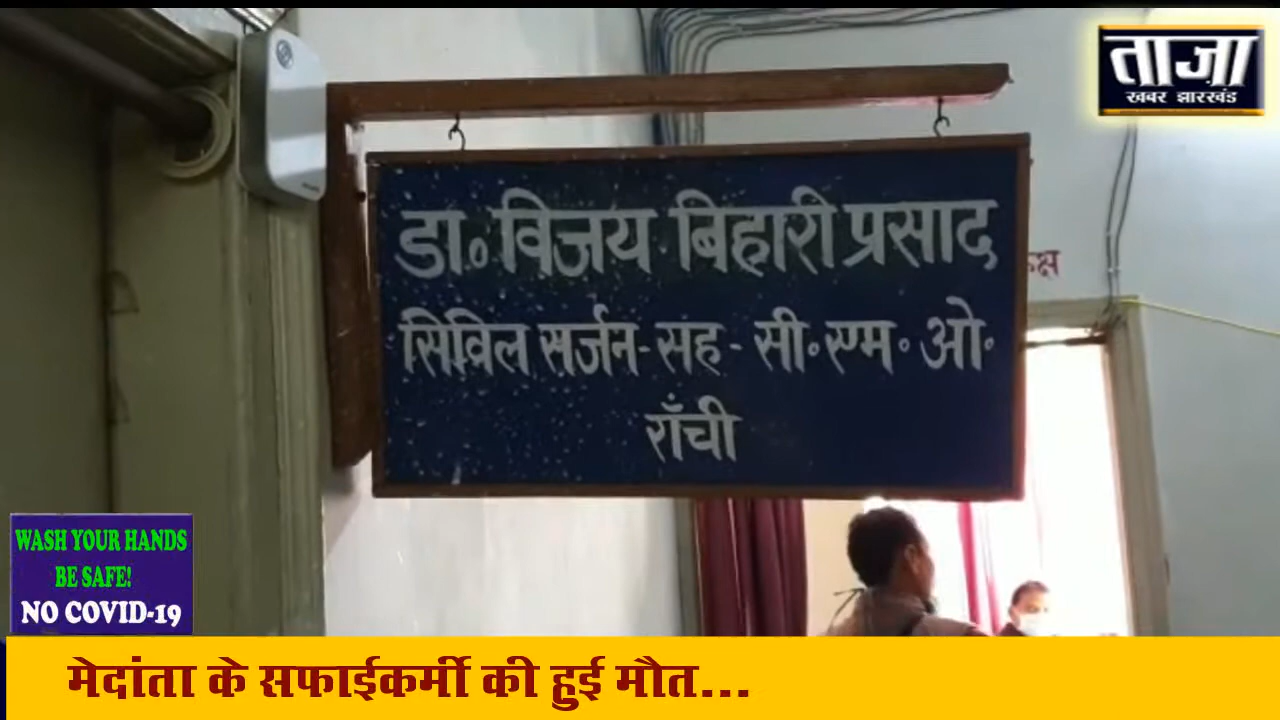 ताज़ा
खबर झारखंड
डा॰ विजय बिहारी प्रसाद
सिविल सर्जन-सह-सी॰एम॰ओ॰
राँची
WASH YOUR HANDS
BE SAFE!
NO COVID-19
मेदांता के सफाईकर्मी की हुई मौत...